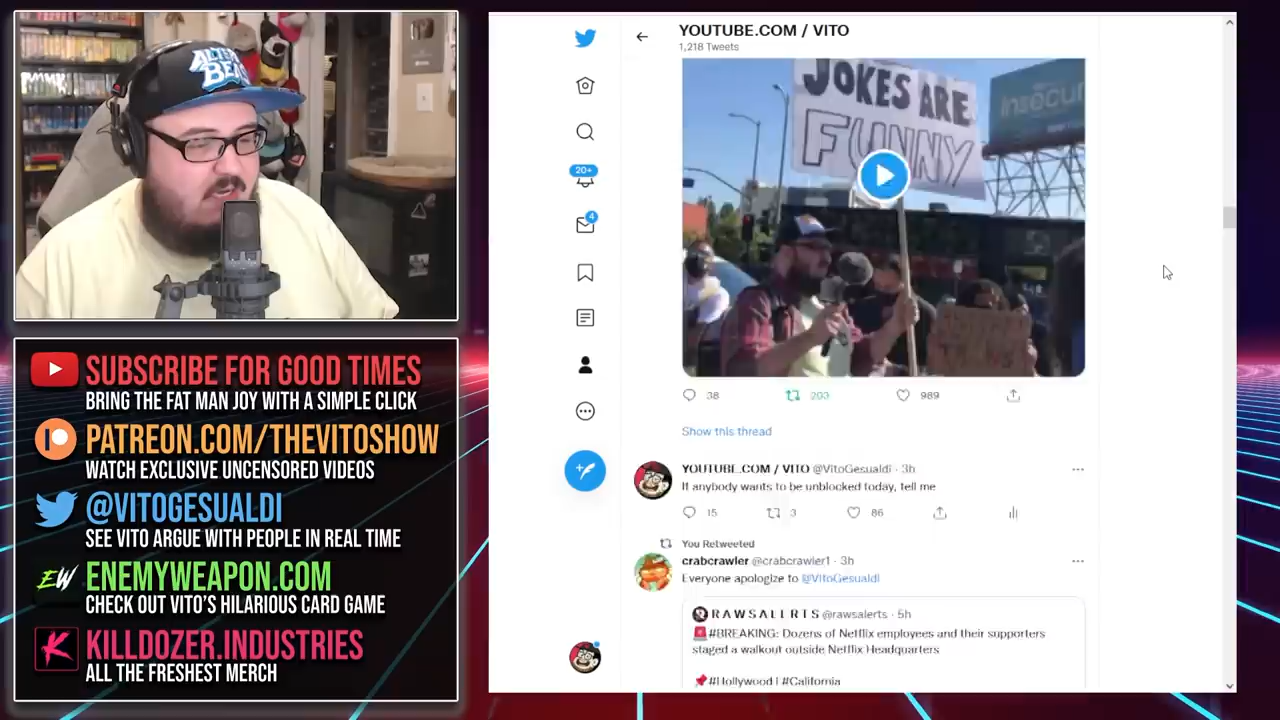 ALTERED
BEAST
SUBSCRIBE FOR GOOD TIMES
BRING THE FAT MAN JOY WITH A SIMPLE CLICK
PATREON.COM/THEVITOSHOW
WATCH EXCLUSIVE UNCENSORED VIDEOS
@VITOGESUALDI
SEE VITO ARGUE WITH PEOPLE IN REAL TIME
EW
ENEMYWEAPON.COM
CHECK OUT VITO'S HILARIOUS CARD GAME
K
KILLDOZER.INDUSTRIES
ALL THE FRESHEST MERCH
20+
4
YOUTUBE.COM / VITO
1,218 Tweets
JOKES ARE
FUNNY
insecur
38 203 989
Show this thread
YOUTUBE.COM / VITO @VitoGesualdi · 3h
If anybody wants to be unblocked today, tell me
15 3 86
You Retweeted
crabcrawler @crabcrawler1 · 3h
Everyone apologize to @VitoGesualdi
R A W S A L E R T S @rawsalerts · 5h
🚨#BREAKING: Dozens of Netflix employees and their supporters
staged a walkout outside Netflix Headquarters
📌#Hollywood | #California